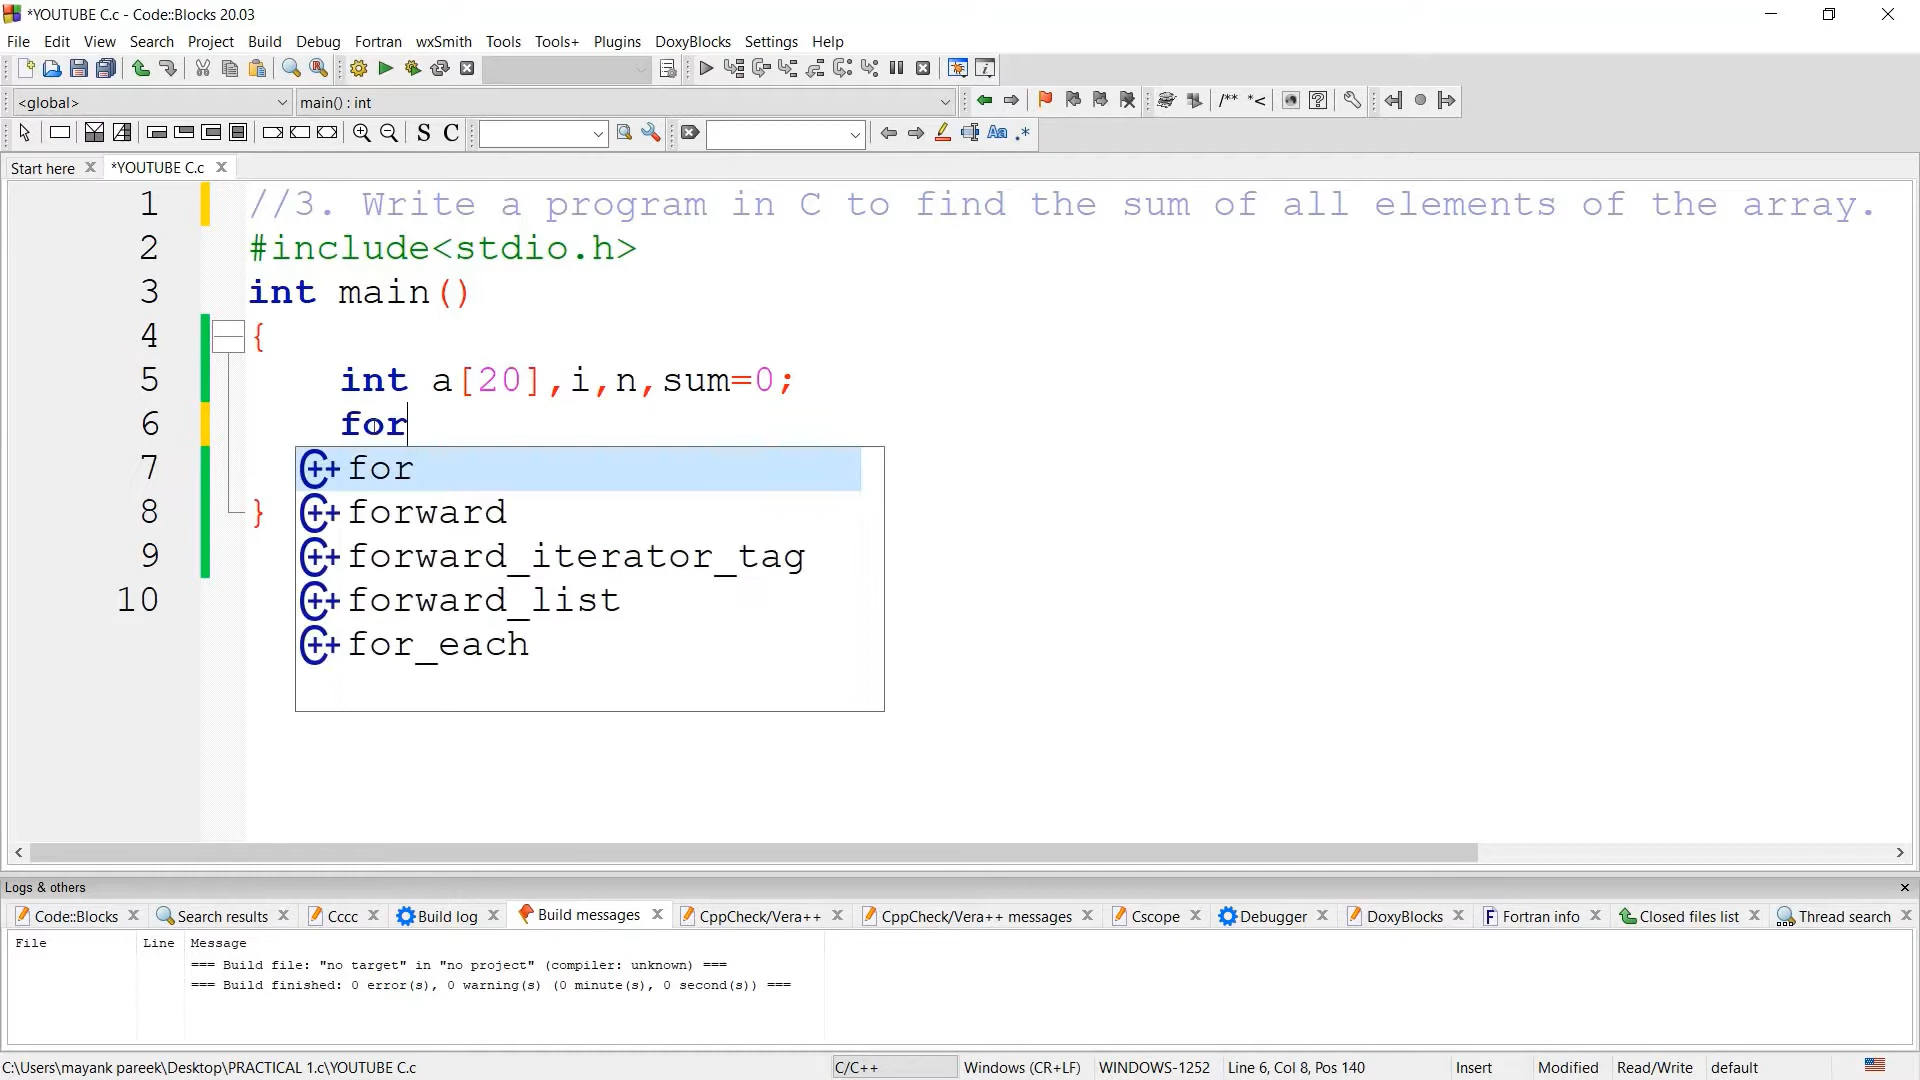 *YOUTUBE C.c - Code::Blocks 20.03
File Edit View Search Project Build Debug Fortran wxSmith Tools Tools+ Plugins DoxyBlocks Settings Help
<global> main() : int /** *<
S C Aa .*
Start here *YOUTUBE C.c
1 //3. Write a program in C to find the sum of all elements of the array.
2 #include<stdio.h>
3 int main()
4 {
5 int a[20],i,n,sum=0;
6 for
7 for
8 } forward
9 forward_iterator_tag
10 forward_list
for_each
Logs & others
Code::Blocks Search results Cccc Build log Build messages CppCheck/Vera++ CppCheck/Vera++ messages Cscope Debugger DoxyBlocks Fortran info Closed files list Thread search
File Line Message
=== Build file: "no target" in "no project" (compiler: unknown) ===
=== Build finished: 0 error(s), 0 warning(s) (0 minute(s), 0 second(s)) ===
C:\Users\mayank pareek\Desktop\PRACTICAL 1.c\YOUTUBE C.c C/C++ Windows (CR+LF) WINDOWS-1252 Line 6, Col 8, Pos 140 Insert Modified Read/Write default